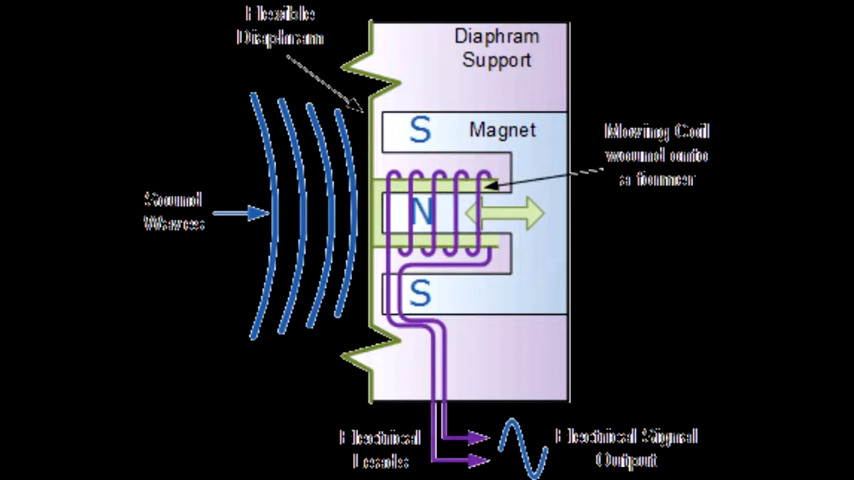 Flexible
Diaphram
Diaphram
Support
S
Magnet
Moving Coil
wound onto
a former
Sound
Waves
N
S
Electrical
Leads
Electrical Signal
Output